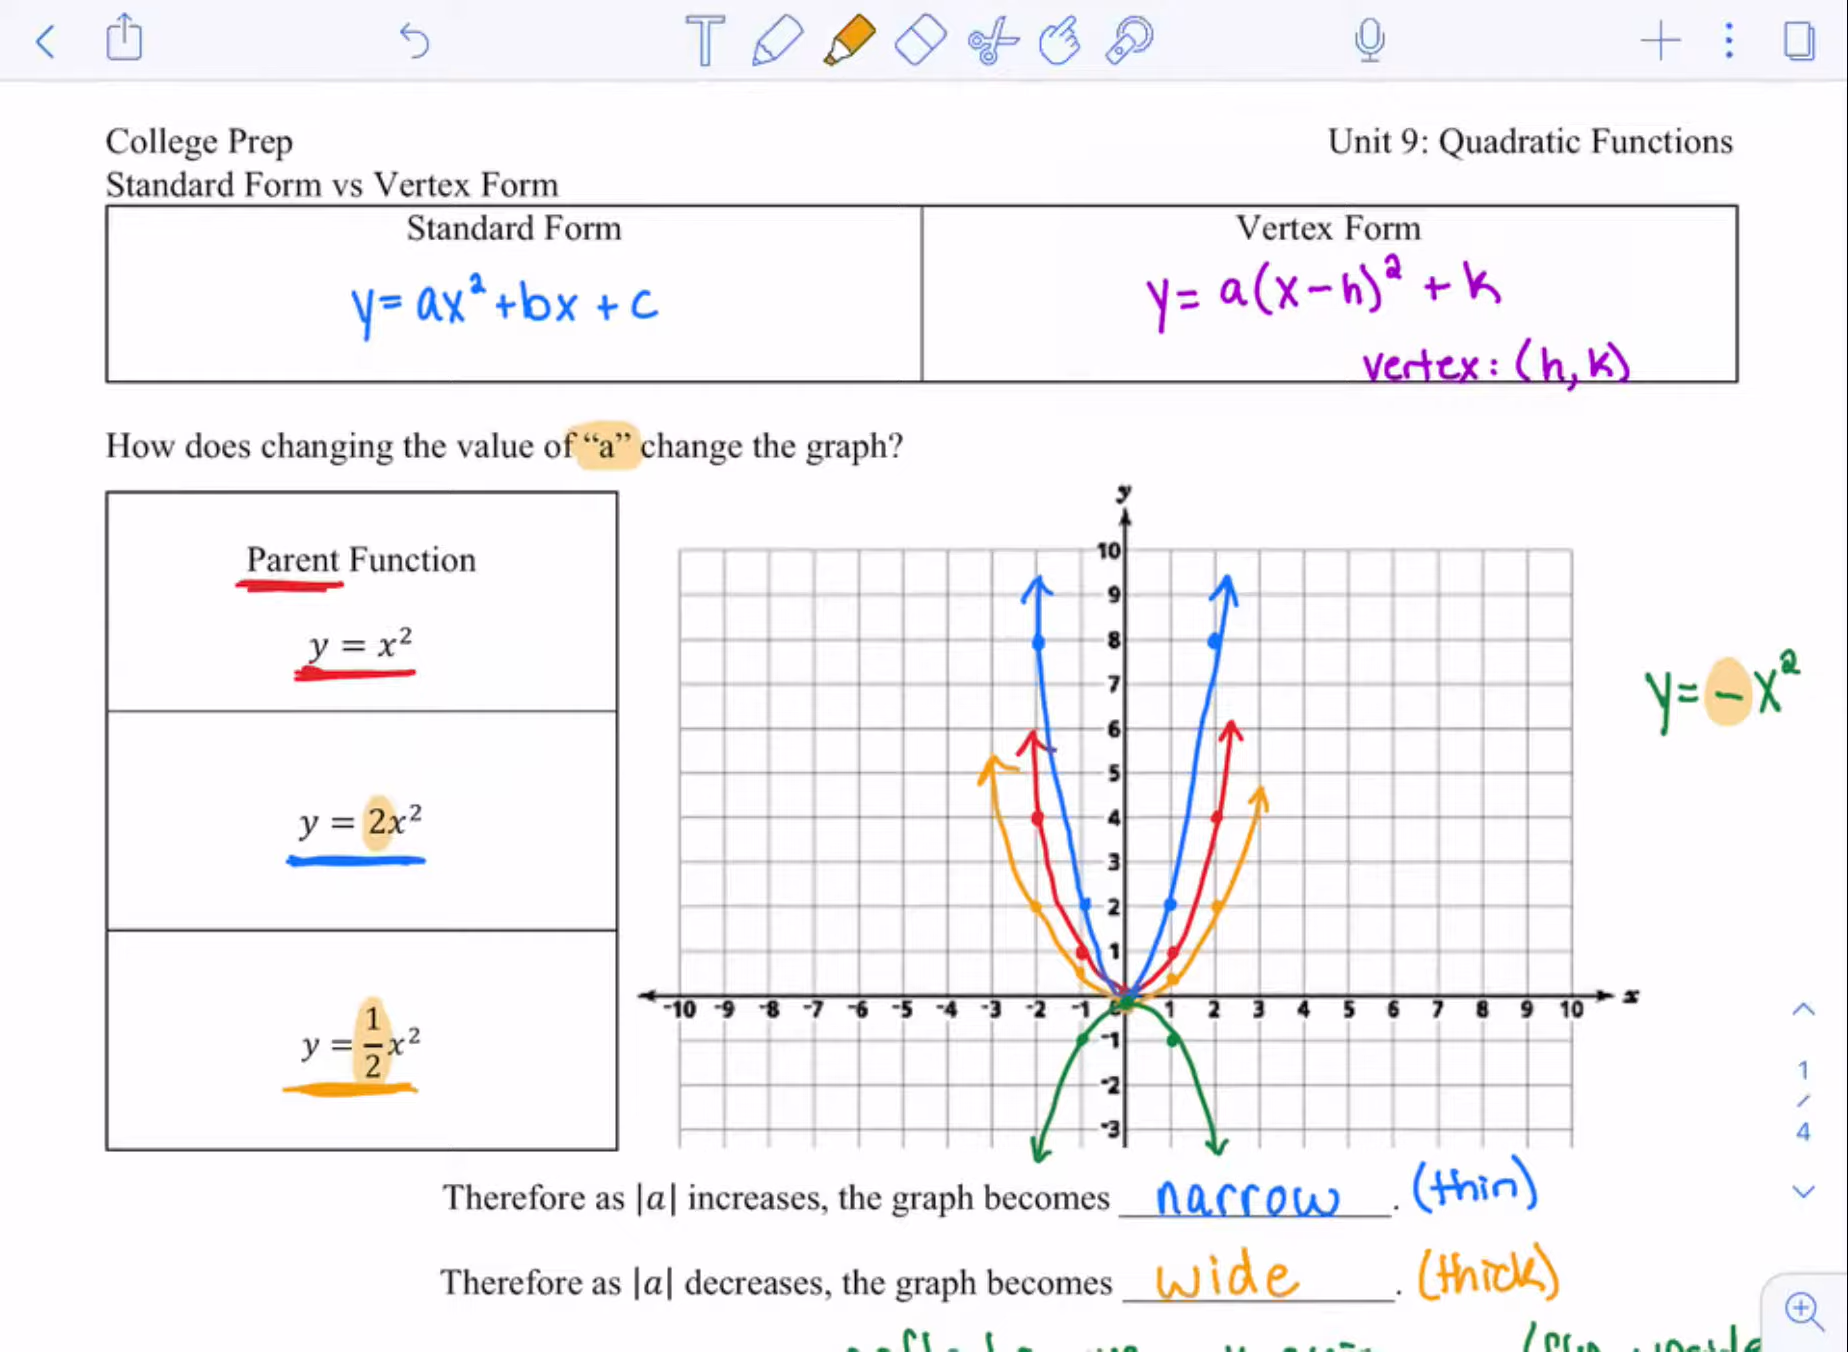 College Prep
Unit 9: Quadratic Functions
Standard Form vs Vertex Form
Standard Form
y = ax² + bx + c
Vertex Form
y = a(x - h)² + k
vertex: (h, k)
How does changing the value of “a” change the graph?
Parent Function
y = x²
y = 2x²
y = 1/2 x²
y
10
9
8
7
6
5
4
3
2
1
-10 -9 -8 -7 -6 -5 -4 -3 -2 -1 1 2 3 4 5 6 7 8 9 10 x
-1
-2
-3
y = -x²
1
/
4
Therefore as |a| increases, the graph becomes narrow. (thin)
Therefore as |a| decreases, the graph becomes wide. (thick)